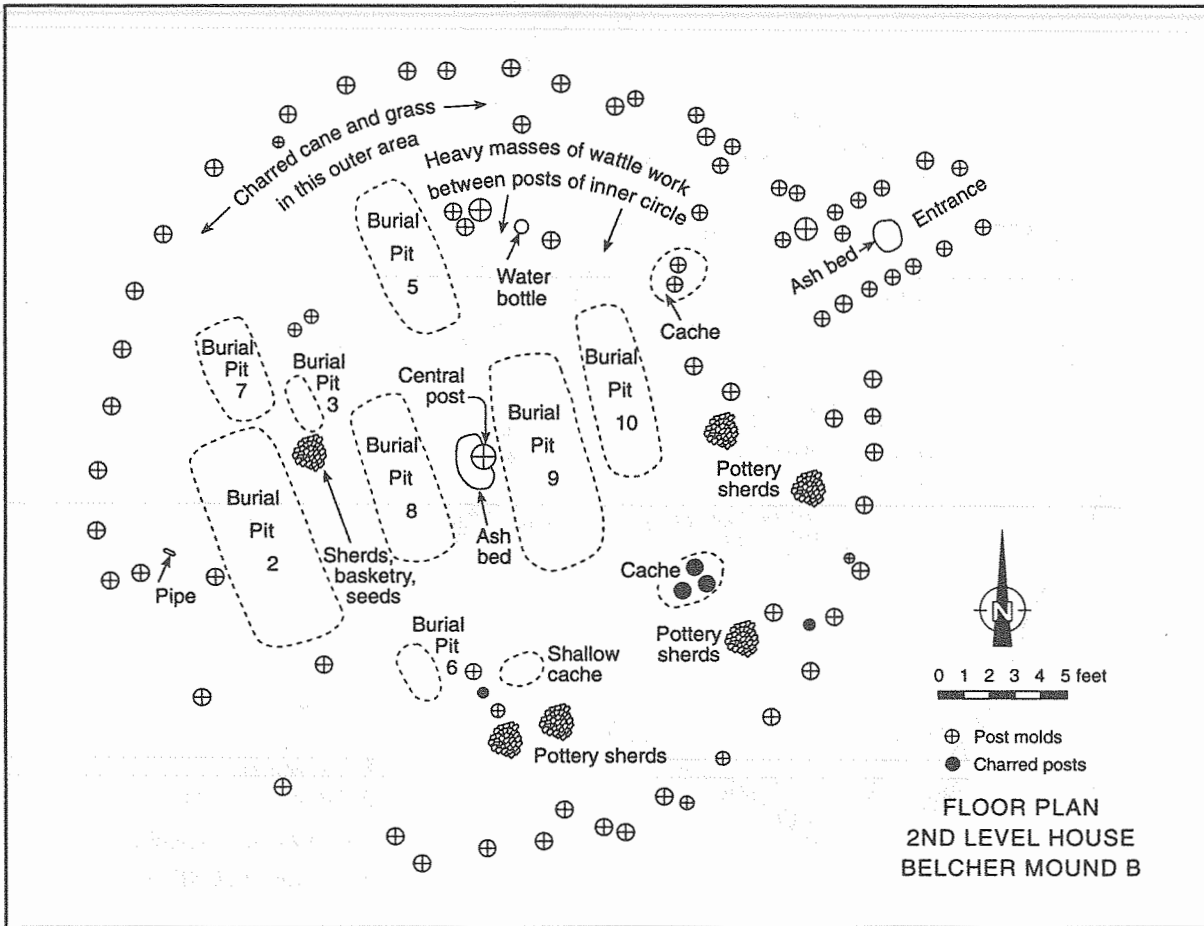 Charred cane and grass
in this outer area
Heavy masses of wattle work
between posts of inner circle
Entrance
Ash bed
Burial
Pit
5
Water
bottle
Cache
Burial
Pit
7
Burial
Pit
3
Central
post
Burial
Pit
10
Burial
Pit
9
Burial
Pit
8
Pottery
sherds
Burial
Pit
2
Ash
bed
Sherds,
basketry,
seeds
Pipe
Cache
Pottery
sherds
Burial
Pit
6
Shallow
cache
Pottery sherds
N
0 1 2 3 4 5 feet
Post molds
Charred posts
FLOOR PLAN
2ND LEVEL HOUSE
BELCHER MOUND B